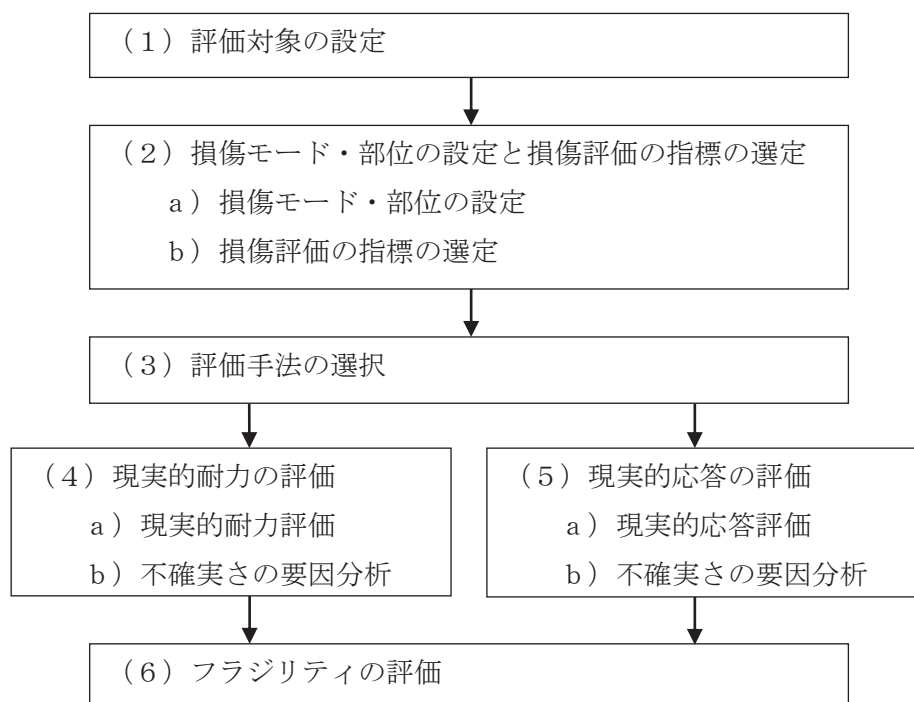 （１）評価対象の設定
（２）損傷モード・部位の設定と損傷評価の指標の選定
ａ）損傷モード・部位の設定
ｂ）損傷評価の指標の選定
（３）評価手法の選択
（４）現実的耐力の評価
ａ）現実的耐力評価
ｂ）不確実さの要因分析
（５）現実的応答の評価
ａ）現実的応答評価
ｂ）不確実さの要因分析
（６）フラジリティの評価